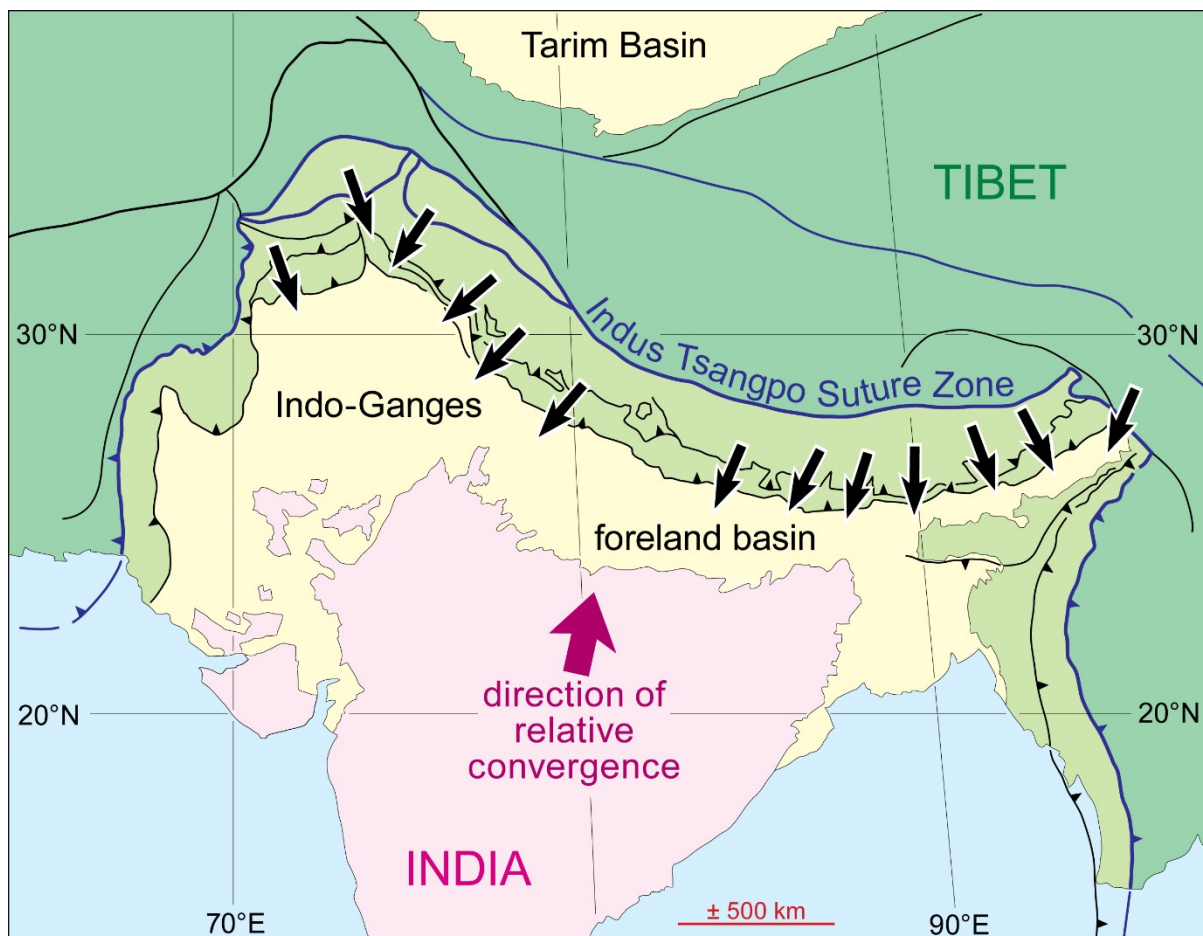 Tarim Basin
TIBET
30°N
30°N
Indus Tsangpo Suture Zone
Indo-Ganges
foreland basin
direction of
relative
convergence
20°N
20°N
INDIA
± 500 km
70°E
90°E